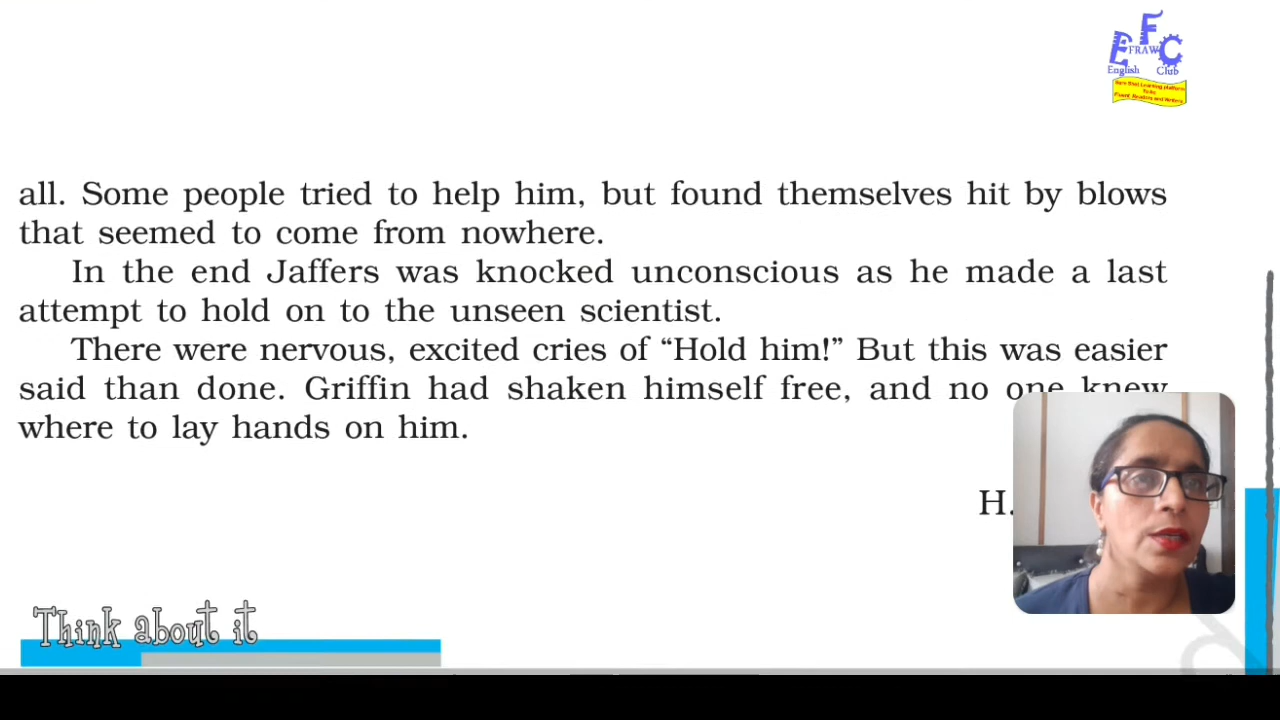 E F C
FRAW
English Club
all. Some people tried to help him, but found themselves hit by blows
that seemed to come from nowhere.
In the end Jaffers was knocked unconscious as he made a last
attempt to hold on to the unseen scientist.
There were nervous, excited cries of “Hold him!” But this was easier
said than done. Griffin had shaken himself free, and no one knew
where to lay hands on him.
H.
Think about it